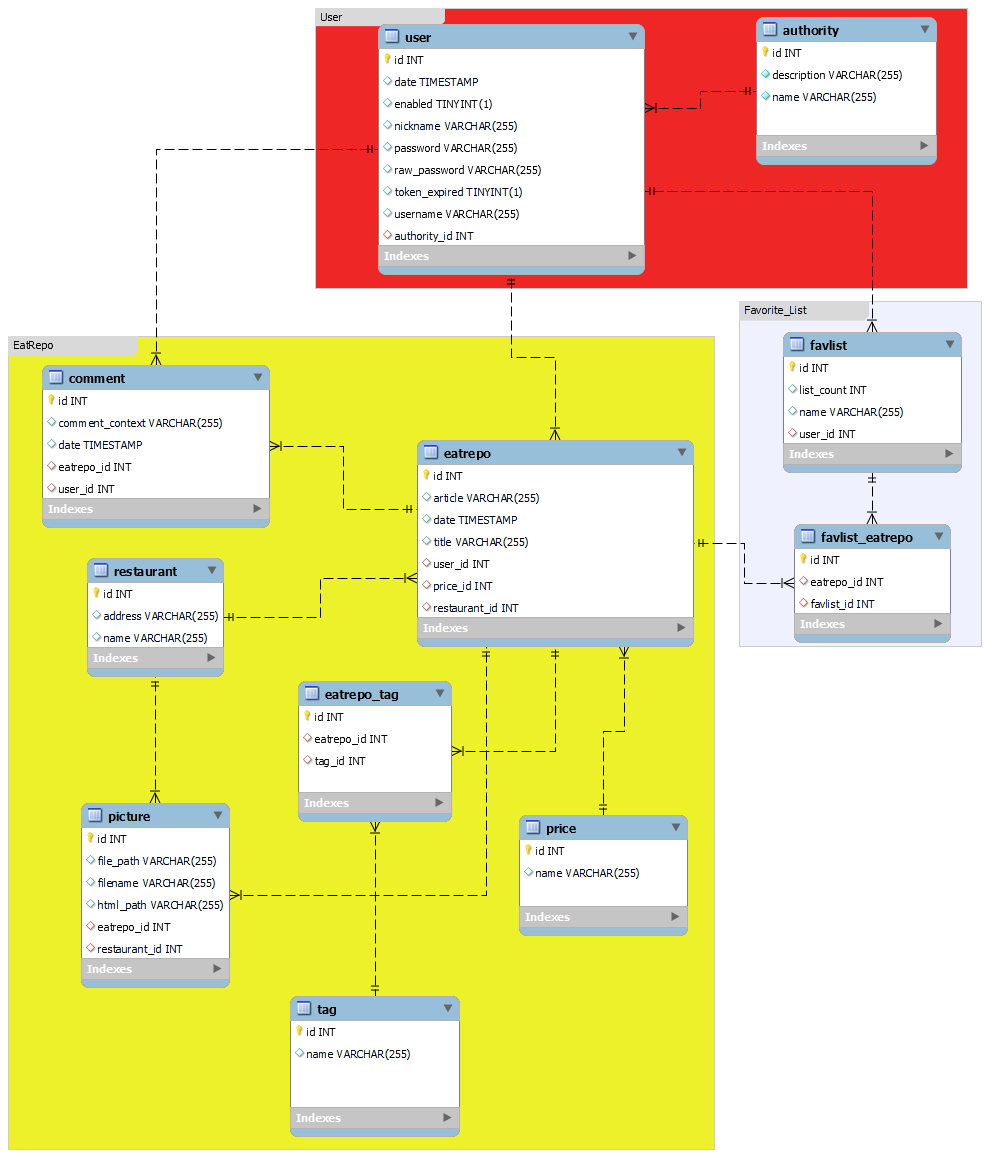 User
user
id INT
date TIMESTAMP
enabled TINYINT(1)
nickname VARCHAR(255)
password VARCHAR(255)
raw_password VARCHAR(255)
token_expired TINYINT(1)
username VARCHAR(255)
authority_id INT
Indexes
authority
id INT
description VARCHAR(255)
name VARCHAR(255)
Indexes
Favorite_List
favlist
id INT
list_count INT
name VARCHAR(255)
user_id INT
Indexes
favlist_eatrepo
id INT
eatrepo_id INT
favlist_id INT
Indexes
EatRepo
comment
id INT
comment_context VARCHAR(255)
date TIMESTAMP
eatrepo_id INT
user_id INT
Indexes
eatrepo
id INT
article VARCHAR(255)
date TIMESTAMP
title VARCHAR(255)
user_id INT
price_id INT
restaurant_id INT
Indexes
restaurant
id INT
address VARCHAR(255)
name VARCHAR(255)
Indexes
eatrepo_tag
id INT
eatrepo_id INT
tag_id INT
Indexes
picture
id INT
file_path VARCHAR(255)
filename VARCHAR(255)
html_path VARCHAR(255)
eatrepo_id INT
restaurant_id INT
Indexes
price
id INT
name VARCHAR(255)
Indexes
tag
id INT
name VARCHAR(255)
Indexes